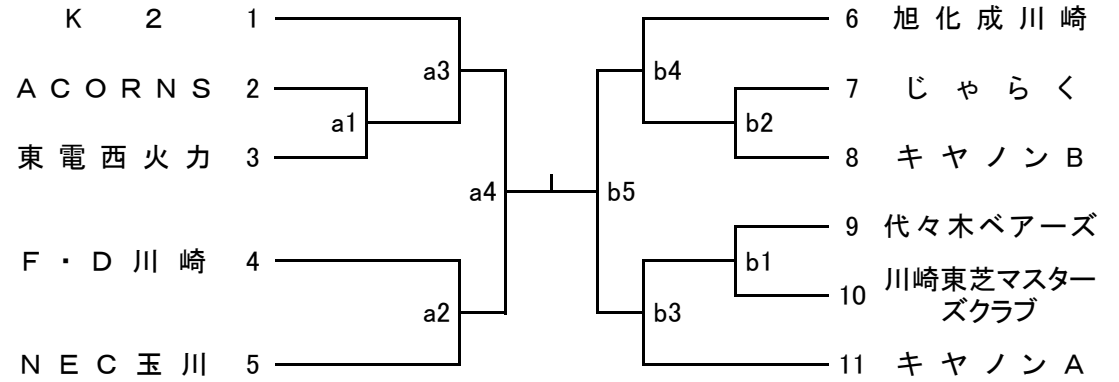 K 2 1
ACORNS 2
東電西火力 3
F・D川崎 4
NEC玉川 5
a3
a1
a4
a2
b4
b2
b5
b1
b3
6 旭化成川崎
7 じゃらく
8 キヤノンB
9 代々木ベアーズ
10 川崎東芝マスター
ズクラブ
11 キヤノンA